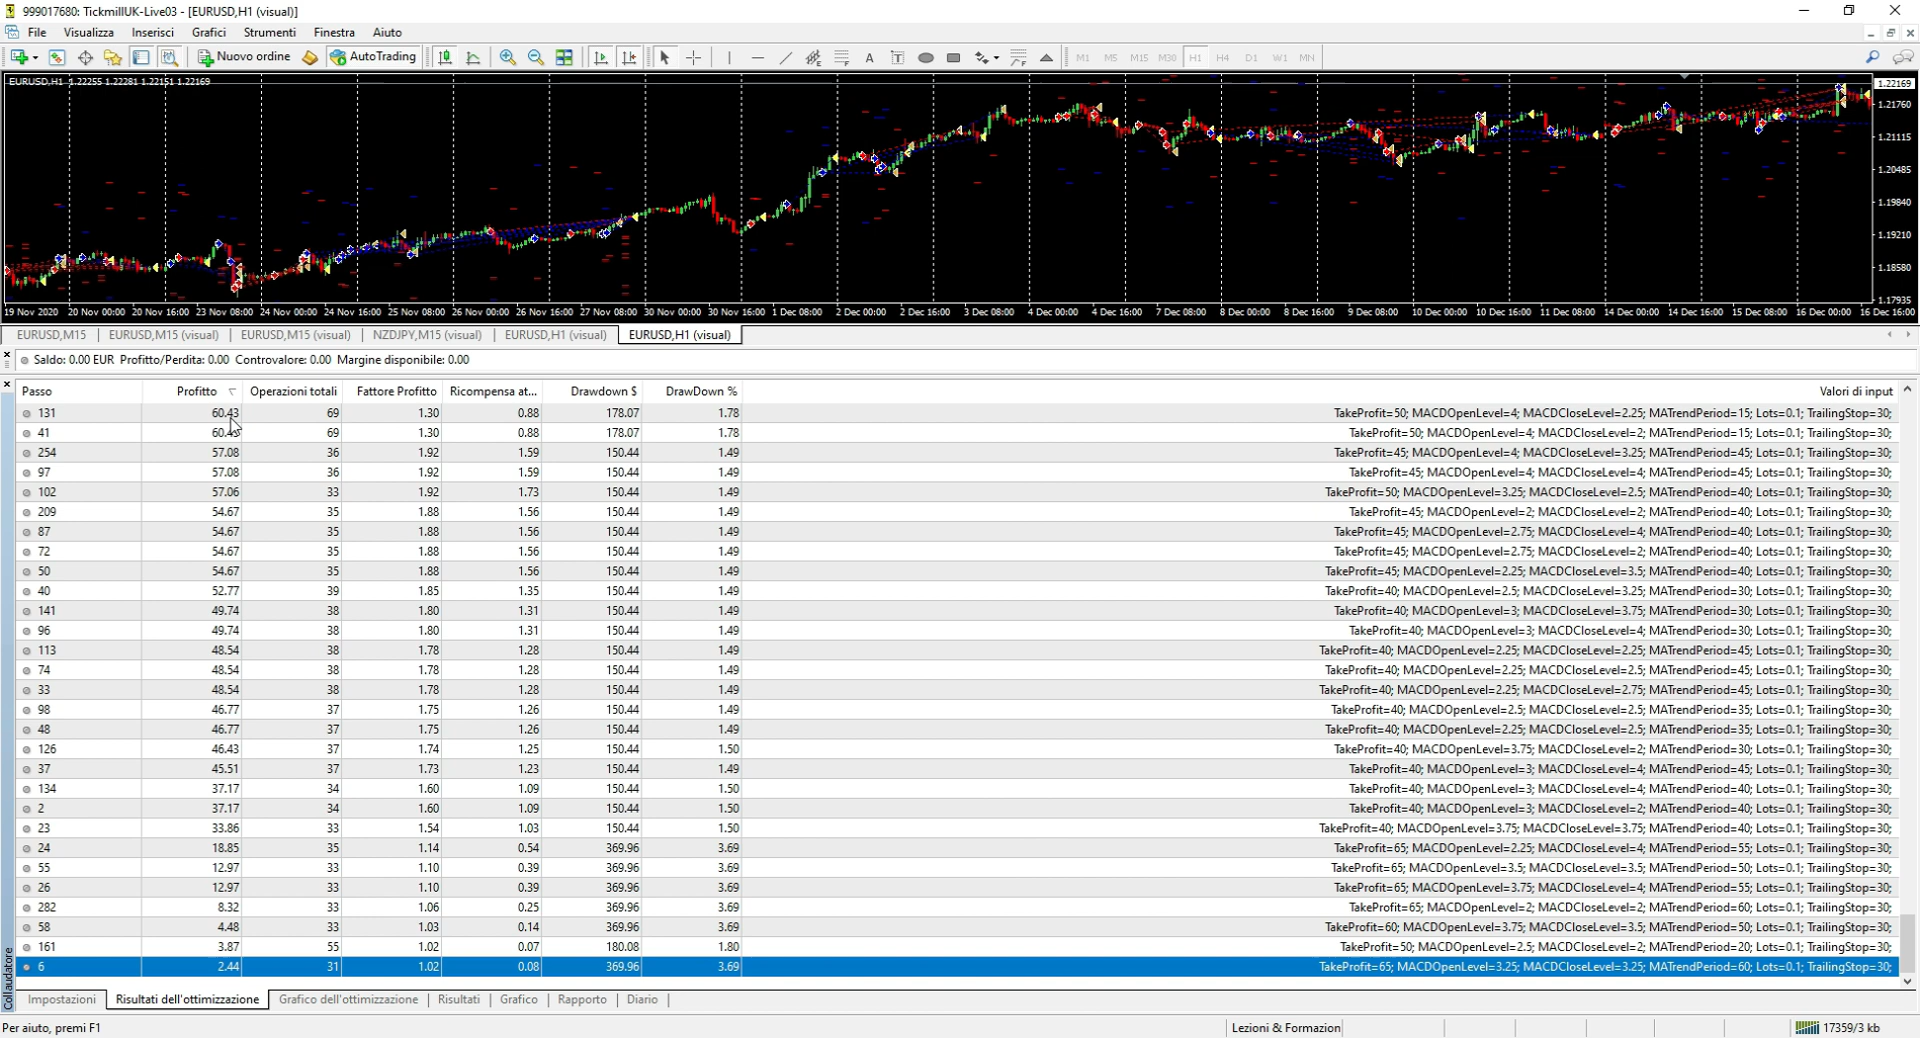 999017680: TickmillUK-Live03 - [EURUSD,H1 (visual)]
File Visualizza Inserisci Grafici Strumenti Finestra Aiuto
Nuovo ordine AutoTrading A T M1 M5 M15 M30 H1 H4 D1 W1 MN
EURUSD,H1 1.22255 1.22281 1.22151 1.22169
1.22169
1.21760
1.21115
1.20485
1.19840
1.19210
1.18580
1.17935
19 Nov 2020 20 Nov 00:00 20 Nov 16:00 23 Nov 08:00 24 Nov 00:00 24 Nov 16:00 25 Nov 08:00 26 Nov 00:00 26 Nov 16:00 27 Nov 08:00 30 Nov 00:00 30 Nov 16:00 1 Dec 08:00 2 Dec 00:00 2 Dec 16:00 3 Dec 08:00 4 Dec 00:00 4 Dec 16:00 7 Dec 08:00 8 Dec 00:00 8 Dec 16:00 9 Dec 08:00 10 Dec 00:00 10 Dec 16:00 11 Dec 08:00 14 Dec 00:00 14 Dec 16:00 15 Dec 08:00 16 Dec 00:00 16 Dec 16:00
EURUSD,M15 EURUSD,M15 (visual) EURUSD,M15 (visual) NZDJPY,M15 (visual) EURUSD,H1 (visual) EURUSD,H1 (visual)
Saldo: 0.00 EUR Profitto/Perdita: 0.00 Controvalore: 0.00 Margine disponibile: 0.00
Passo Profitto Operazioni totali Fattore Profitto Ricompensa at... Drawdown $ DrawDown % Valori di input
131 60.43 69 1.30 0.88 178.07 1.78 TakeProfit=50; MACDOpenLevel=4; MACDCloseLevel=2.25; MATrendPeriod=15; Lots=0.1; TrailingStop=30;
41 60.43 69 1.30 0.88 178.07 1.78 TakeProfit=50; MACDOpenLevel=4; MACDCloseLevel=2; MATrendPeriod=15; Lots=0.1; TrailingStop=30;
254 57.08 36 1.92 1.59 150.44 1.49 TakeProfit=45; MACDOpenLevel=4; MACDCloseLevel=3.25; MATrendPeriod=45; Lots=0.1; TrailingStop=30;
97 57.08 36 1.92 1.59 150.44 1.49 TakeProfit=45; MACDOpenLevel=4; MACDCloseLevel=4; MATrendPeriod=45; Lots=0.1; TrailingStop=30;
102 57.06 33 1.92 1.73 150.44 1.49 TakeProfit=50; MACDOpenLevel=3.25; MACDCloseLevel=2.5; MATrendPeriod=40; Lots=0.1; TrailingStop=30;
209 54.67 35 1.88 1.56 150.44 1.49 TakeProfit=45; MACDOpenLevel=2; MACDCloseLevel=2; MATrendPeriod=40; Lots=0.1; TrailingStop=30;
87 54.67 35 1.88 1.56 150.44 1.49 TakeProfit=45; MACDOpenLevel=2.75; MACDCloseLevel=4; MATrendPeriod=40; Lots=0.1; TrailingStop=30;
72 54.67 35 1.88 1.56 150.44 1.49 TakeProfit=45; MACDOpenLevel=2.75; MACDCloseLevel=2; MATrendPeriod=40; Lots=0.1; TrailingStop=30;
50 54.67 35 1.88 1.56 150.44 1.49 TakeProfit=45; MACDOpenLevel=2.25; MACDCloseLevel=3.5; MATrendPeriod=40; Lots=0.1; TrailingStop=30;
40 52.77 39 1.85 1.35 150.44 1.49 TakeProfit=40; MACDOpenLevel=2.5; MACDCloseLevel=3.25; MATrendPeriod=30; Lots=0.1; TrailingStop=30;
141 49.74 38 1.80 1.31 150.44 1.49 TakeProfit=40; MACDOpenLevel=3; MACDCloseLevel=3.75; MATrendPeriod=30; Lots=0.1; TrailingStop=30;
96 49.74 38 1.80 1.31 150.44 1.49 TakeProfit=40; MACDOpenLevel=3; MACDCloseLevel=4; MATrendPeriod=30; Lots=0.1; TrailingStop=30;
113 48.54 38 1.78 1.28 150.44 1.49 TakeProfit=40; MACDOpenLevel=2.25; MACDCloseLevel=2.25; MATrendPeriod=45; Lots=0.1; TrailingStop=30;
74 48.54 38 1.78 1.28 150.44 1.49 TakeProfit=40; MACDOpenLevel=2.25; MACDCloseLevel=2.5; MATrendPeriod=45; Lots=0.1; TrailingStop=30;
33 48.54 38 1.78 1.28 150.44 1.49 TakeProfit=40; MACDOpenLevel=2.25; MACDCloseLevel=2.75; MATrendPeriod=45; Lots=0.1; TrailingStop=30;
98 46.77 37 1.75 1.26 150.44 1.49 TakeProfit=40; MACDOpenLevel=2.5; MACDCloseLevel=2.5; MATrendPeriod=35; Lots=0.1; TrailingStop=30;
48 46.77 37 1.75 1.26 150.44 1.49 TakeProfit=40; MACDOpenLevel=2.25; MACDCloseLevel=2.5; MATrendPeriod=35; Lots=0.1; TrailingStop=30;
126 46.43 37 1.74 1.25 150.44 1.50 TakeProfit=40; MACDOpenLevel=3.75; MACDCloseLevel=2; MATrendPeriod=30; Lots=0.1; TrailingStop=30;
37 45.51 37 1.73 1.23 150.44 1.49 TakeProfit=40; MACDOpenLevel=3; MACDCloseLevel=4; MATrendPeriod=45; Lots=0.1; TrailingStop=30;
134 37.17 34 1.60 1.09 150.44 1.50 TakeProfit=40; MACDOpenLevel=3; MACDCloseLevel=4; MATrendPeriod=40; Lots=0.1; TrailingStop=30;
2 37.17 34 1.60 1.09 150.44 1.50 TakeProfit=40; MACDOpenLevel=3; MACDCloseLevel=2; MATrendPeriod=40; Lots=0.1; TrailingStop=30;
23 33.86 33 1.54 1.03 150.44 1.50 TakeProfit=40; MACDOpenLevel=3.75; MACDCloseLevel=3.75; MATrendPeriod=40; Lots=0.1; TrailingStop=30;
24 18.85 35 1.14 0.54 369.96 3.69 TakeProfit=65; MACDOpenLevel=2.25; MACDCloseLevel=4; MATrendPeriod=55; Lots=0.1; TrailingStop=30;
55 12.97 33 1.10 0.39 369.96 3.69 TakeProfit=65; MACDOpenLevel=3.5; MACDCloseLevel=3.5; MATrendPeriod=50; Lots=0.1; TrailingStop=30;
26 12.97 33 1.10 0.39 369.96 3.69 TakeProfit=65; MACDOpenLevel=3.75; MACDCloseLevel=4; MATrendPeriod=55; Lots=0.1; TrailingStop=30;
282 8.32 33 1.06 0.25 369.96 3.69 TakeProfit=65; MACDOpenLevel=2; MACDCloseLevel=2; MATrendPeriod=60; Lots=0.1; TrailingStop=30;
58 4.48 33 1.03 0.14 369.96 3.69 TakeProfit=60; MACDOpenLevel=3.75; MACDCloseLevel=3.5; MATrendPeriod=50; Lots=0.1; TrailingStop=30;
161 3.87 55 1.02 0.07 180.08 1.80 TakeProfit=50; MACDOpenLevel=2.5; MACDCloseLevel=2; MATrendPeriod=20; Lots=0.1; TrailingStop=30;
6 2.44 31 1.02 0.08 369.96 3.69 TakeProfit=65; MACDOpenLevel=3.25; MACDCloseLevel=3.25; MATrendPeriod=60; Lots=0.1; TrailingStop=30;
Collaudatore
Impostazioni Risultati dell'ottimizzazione Grafico dell'ottimizzazione Risultati Grafico Rapporto Diario
Per aiuto, premi F1 Lezioni & Formazion 17359/3 kb